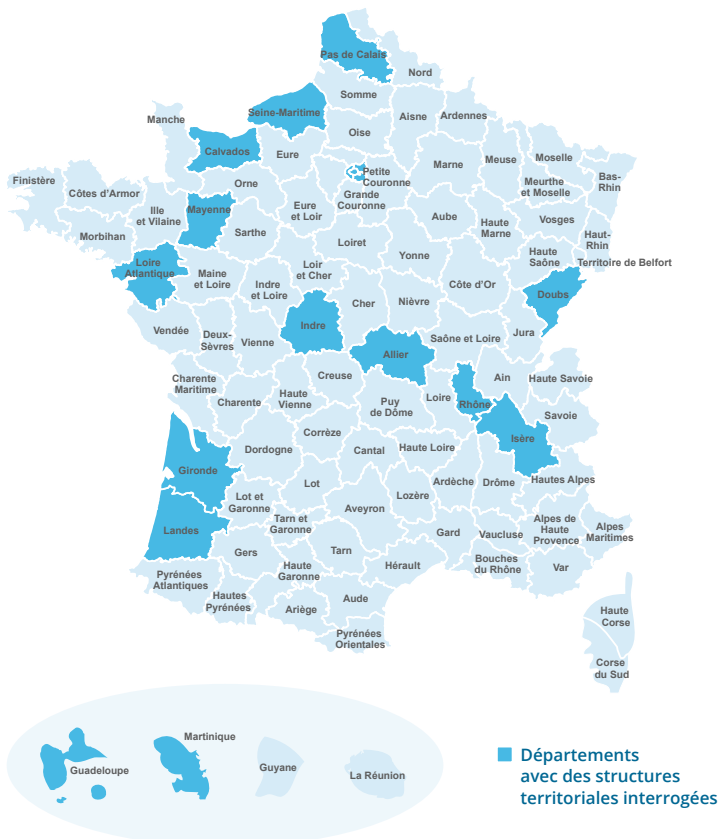 Pas de Calais
Nord
Somme
Seine-Maritime
Aisne
Ardennes
Manche
Oise
Calvados
Eure
Moselle
Meuse
Marne
Petite
Couronne
Bas-
Rhin
Finistère
Meurthe
et Moselle
Orne
Côtes d'Armor
Grande
Couronne
Eure
et Loir
Ille
et Vilaine
Mayenne
Aube
Vosges
Haute
Marne
Sarthe
Morbihan
Haut-
Rhin
Loiret
Yonne
Haute
Saône
Territoire de Belfort
Loire
Atlantique
Loir
et Cher
Maine
et Loire
Indre
et Loire
Côte d'Or
Doubs
Cher
Nièvre
Indre
Vendée
Deux-
Sèvres
Vienne
Jura
Saône et Loire
Allier
Creuse
Ain
Haute Savoie
Charente
Maritime
Haute
Vienne
Loire
Charente
Puy
de Dôme
Rhône
Savoie
Corrèze
Isère
Dordogne
Cantal
Haute Loire
Gironde
Lot
Ardèche
Drôme
Hautes Alpes
Lot et
Garonne
Lozère
Aveyron
Tarn et
Garonne
Landes
Gard
Vaucluse
Alpes de
Haute
Provence
Alpes
Maritimes
Gers
Tarn
Bouches
du Rhône
Haute
Garonne
Hérault
Var
Pyrénées
Atlantiques
Hautes
Pyrénées
Ariège
Aude
Haute
Corse
Pyrénées
Orientales
Corse
du Sud
Martinique
Guadeloupe
Guyane
La Réunion
Départements
avec des structures
territoriales interrogées